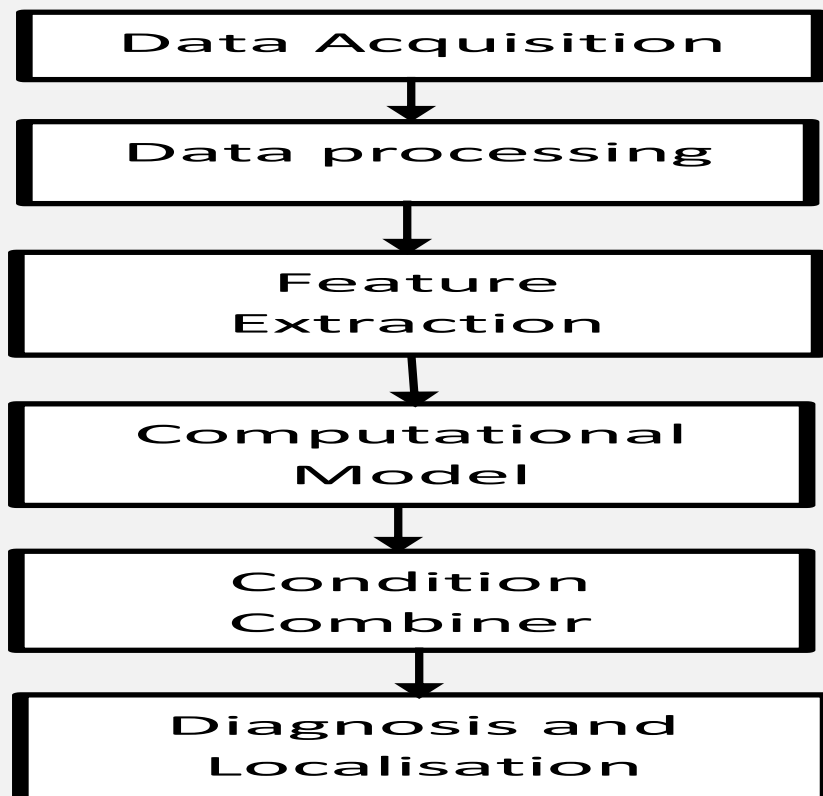 Data Acquisition
Data processing
Feature
Extraction
Computational
Model
Condition
Combiner
Diagnosis and
Localisation